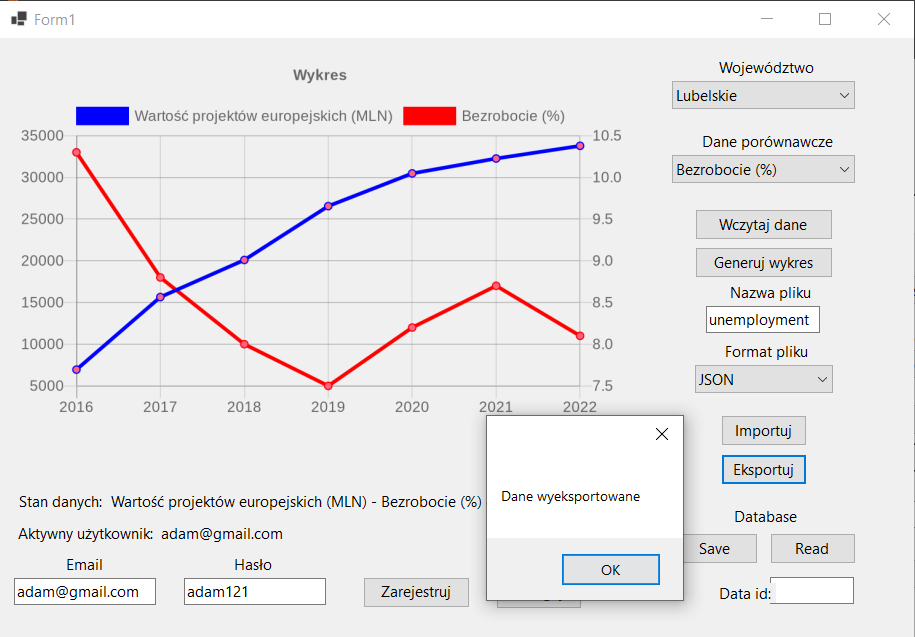 Form1
Wykres
Wartość projektów europejskich (MLN) Bezrobocie (%)
35000
30000
25000
20000
15000
10000
5000
10.5
10.0
9.5
9.0
8.5
8.0
7.5
2016 2017 2018 2019 2020 2021 2022
Województwo
Lubelskie
Dane porównawcze
Bezrobocie (%)
Wczytaj dane
Generuj wykres
Nazwa pliku
unemployment
Format pliku
JSON
Importuj
Eksportuj
Database
Save Read
Data id:
Dane wyeksportowane
OK
Stan danych: Wartość projektów europejskich (MLN) - Bezrobocie (%)
Aktywny użytkownik: adam@gmail.com
Email Hasło
adam@gmail.com adam121 Zarejestruj